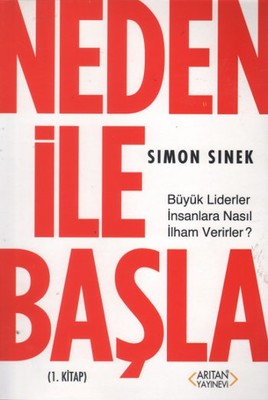 NEDEN
İLE
SIMON SINEK
Büyük Liderler
İnsanlara Nasıl
İlham Verirler?
BAŞLA
(1. KİTAP)
ARITAN
YAYINEVİ